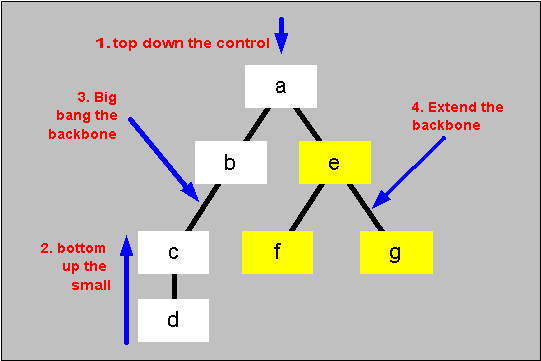 1. top down the control
a
3. Big
bang the
backbone
4. Extend the
backbone
b
e
2. bottom
up the
small
c
f
g
d